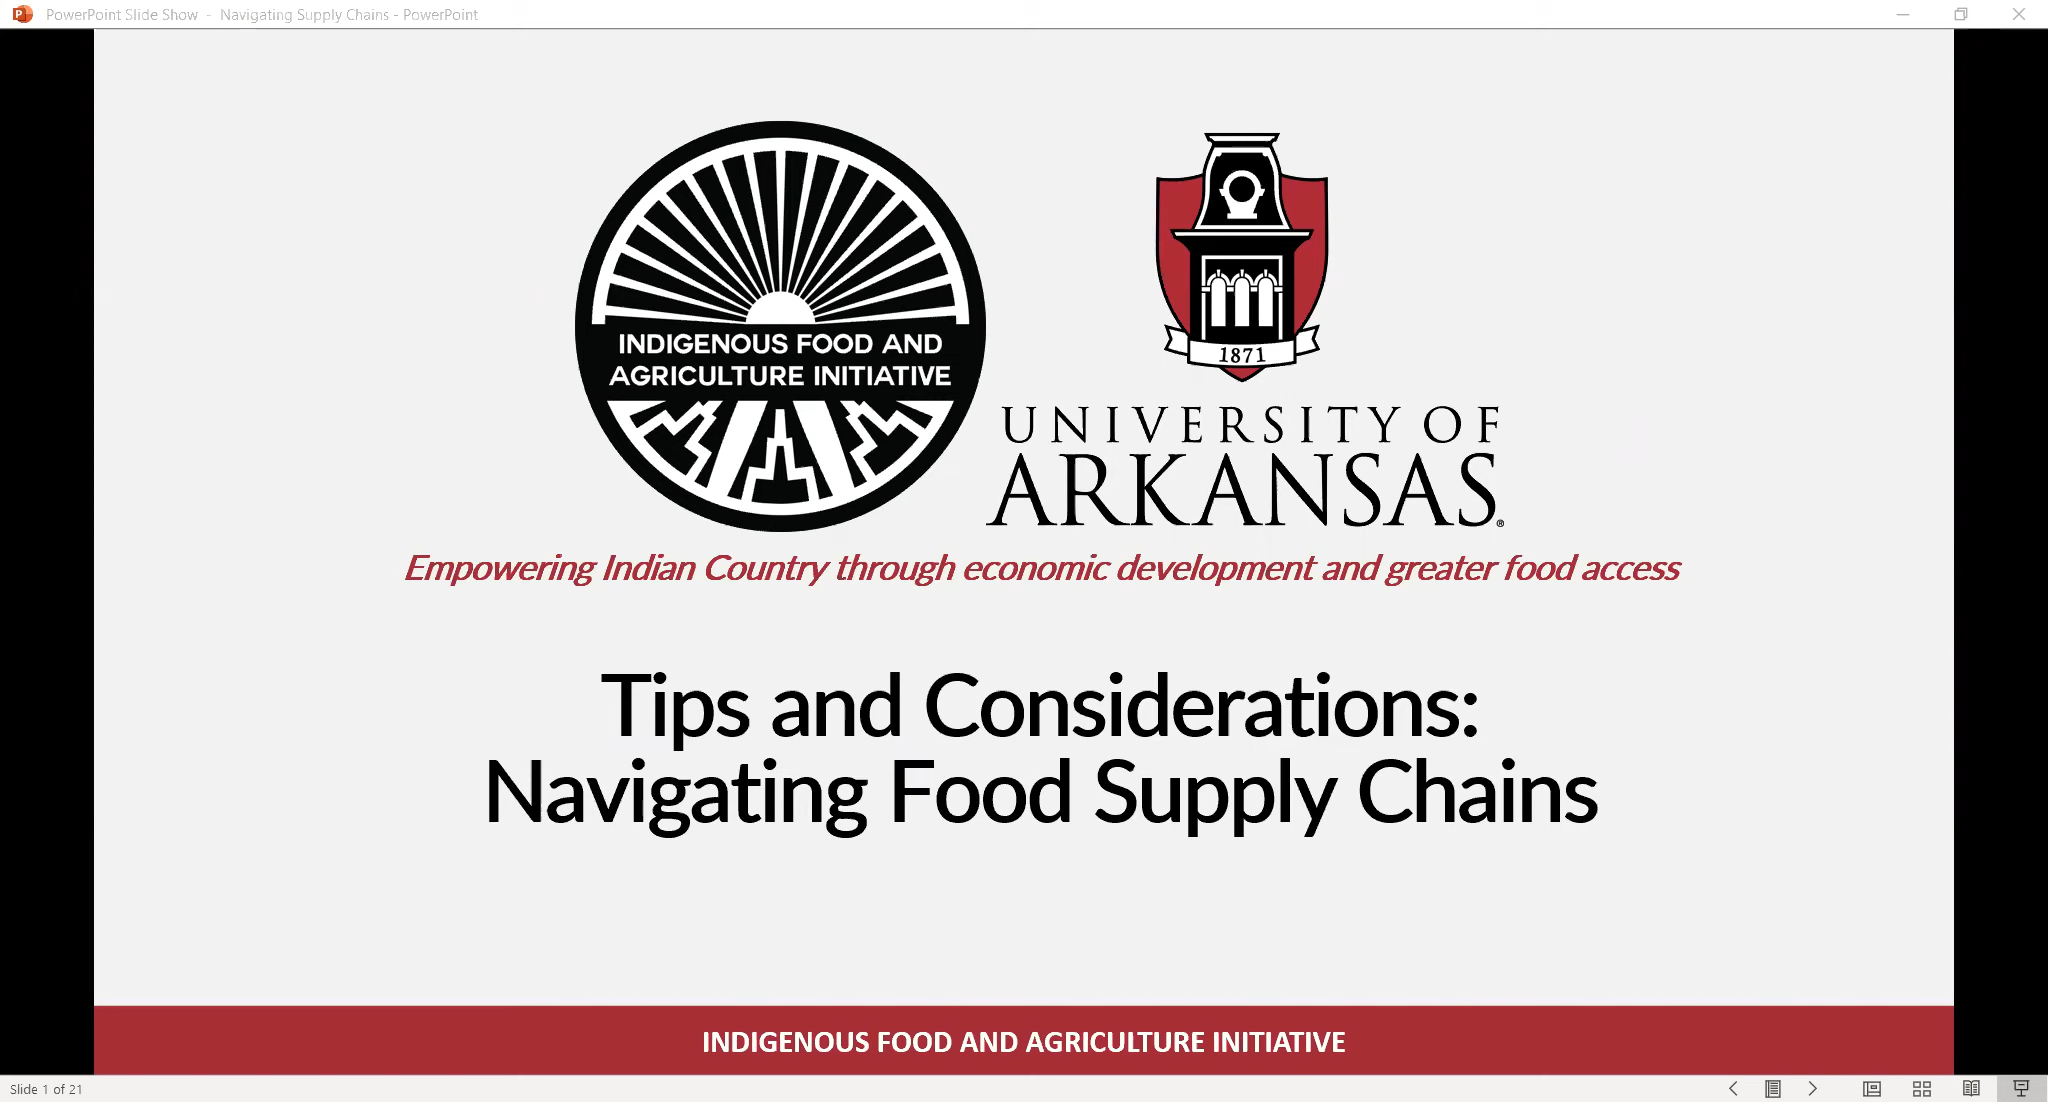 PowerPoint Slide Show - Navigating Supply Chains - PowerPoint
INDIGENOUS FOOD AND
AGRICULTURE INITIATIVE
1871
UNIVERSITY OF
ARKANSAS®
Empowering Indian Country through economic development and greater food access
Tips and Considerations:
Navigating Food Supply Chains
INDIGENOUS FOOD AND AGRICULTURE INITIATIVE
Slide 1 of 21